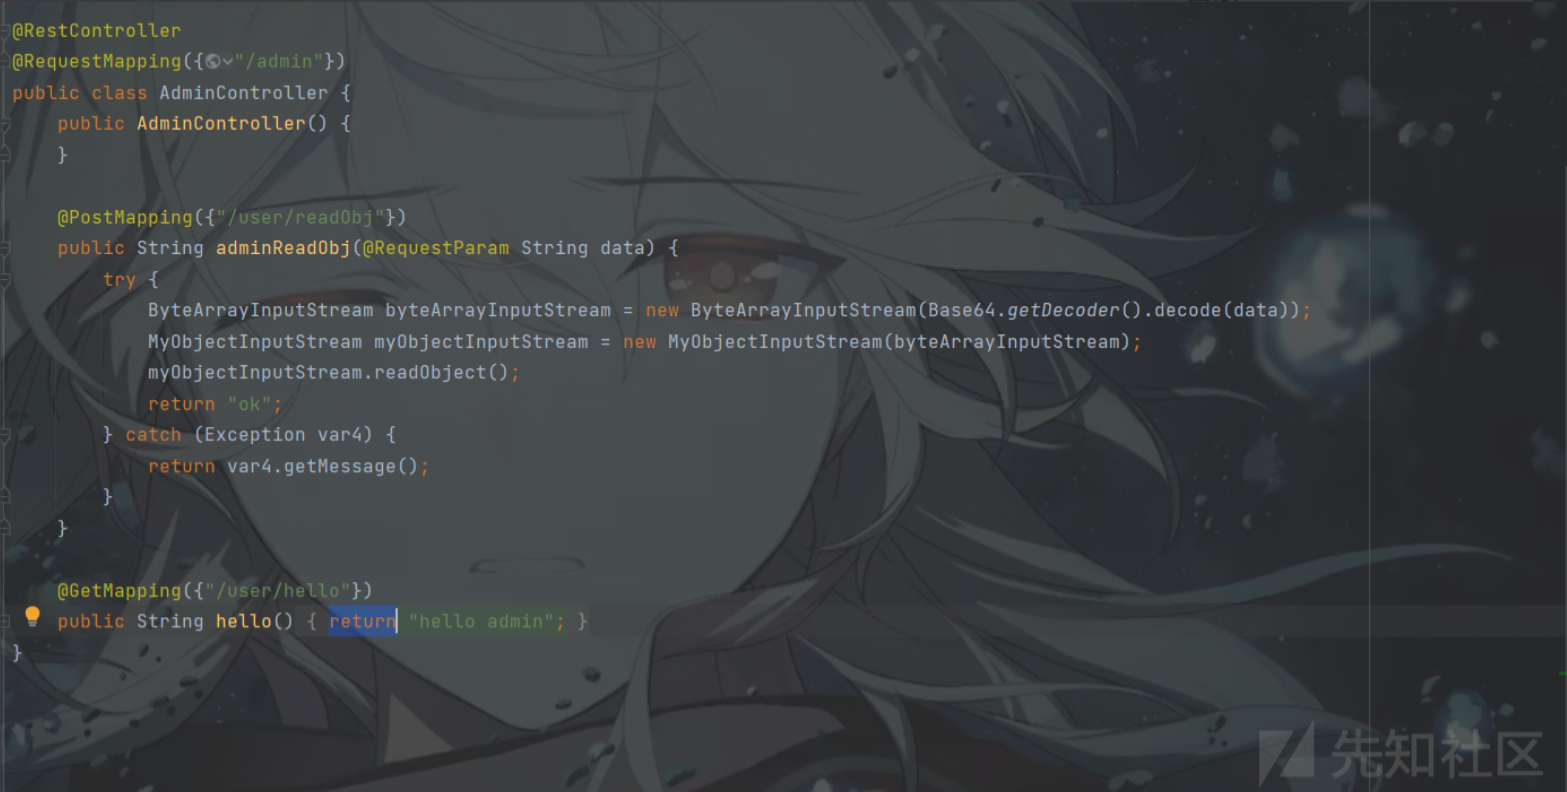 @RestController
@RequestMapping({"/admin"})
public class AdminController {
    public AdminController() {
    }

    @PostMapping({"/user/readObj"})
    public String adminReadObj(@RequestParam String data) {
        try {
            ByteArrayInputStream byteArrayInputStream = new ByteArrayInputStream(Base64.getDecoder().decode(data));
            MyObjectInputStream myObjectInputStream = new MyObjectInputStream(byteArrayInputStream);
            myObjectInputStream.readObject();
            return "ok";
        } catch (Exception var4) {
            return var4.getMessage();
        }
    }

    @GetMapping({"/user/hello"})
    public String hello() { return "hello admin"; }
}
先知社区